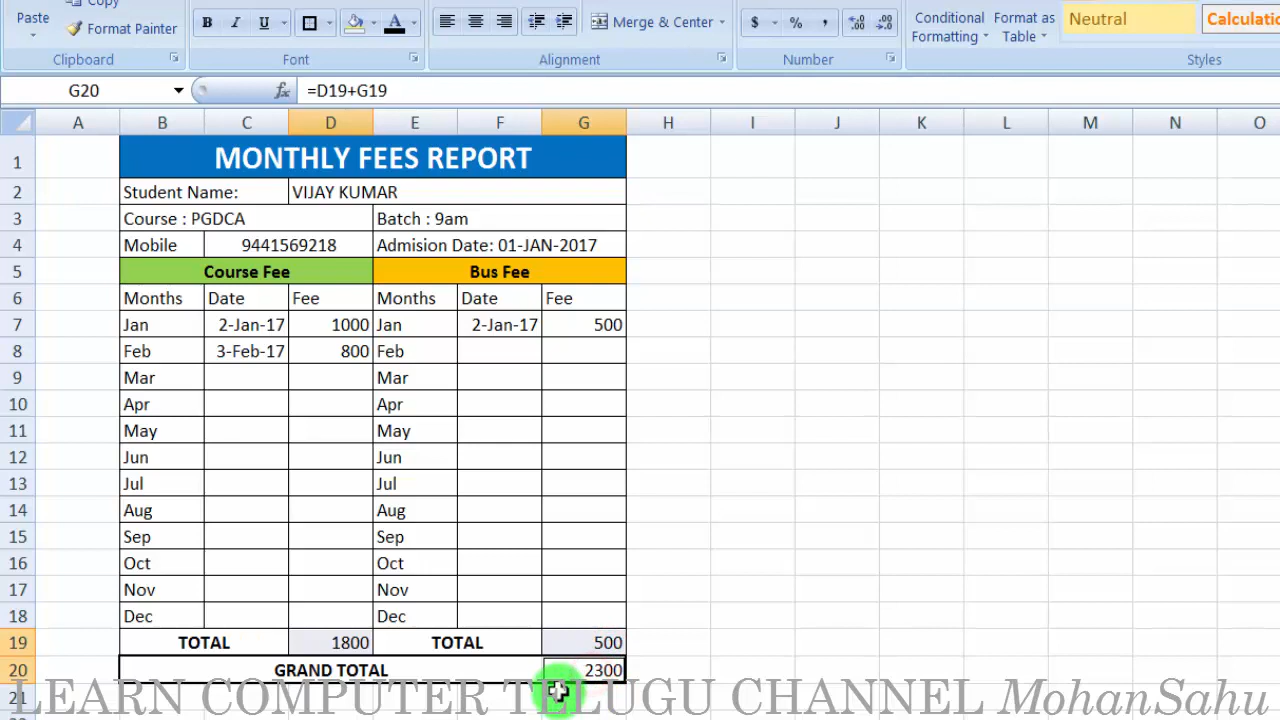 Paste
Copy
Format Painter
Clipboard
B I U
A
Font
Merge & Center
Alignment
$ % ,
Number
Conditional Formatting
Format as Table
Neutral
Styles
G20
fx =D19+G19
A B C D E F G H I J K L M N O
1 MONTHLY FEES REPORT
2 Student Name: VIJAY KUMAR
3 Course : PGDCA Batch : 9am
4 Mobile 9441569218 Admision Date: 01-JAN-2017
5 Course Fee Bus Fee
6 Months Date Fee Months Date Fee
7 Jan 2-Jan-17 1000 Jan 2-Jan-17 500
8 Feb 3-Feb-17 800 Feb
9 Mar Mar
10 Apr Apr
11 May May
12 Jun Jun
13 Jul Jul
14 Aug Aug
15 Sep Sep
16 Oct Oct
17 Nov Nov
18 Dec Dec
19 TOTAL 1800 TOTAL 500
20 GRAND TOTAL 2300
21
LEARN COMPUTER TELUGU CHANNEL MohanSahu